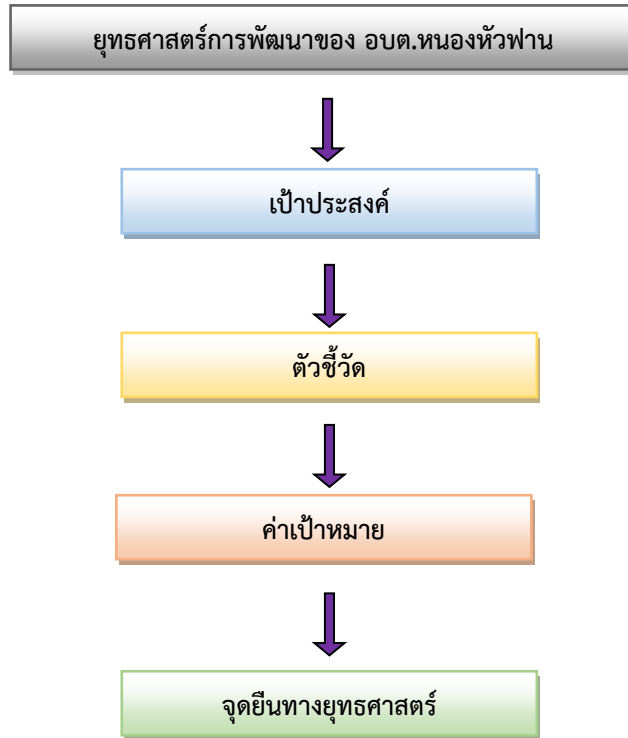 ยุทธศาสตร์การพัฒนาของ อบต.หนองหัวฟาน
เป้าประสงค์
ตัวชี้วัด
ค่าเป้าหมาย
จุดยืนทางยุทธศาสตร์